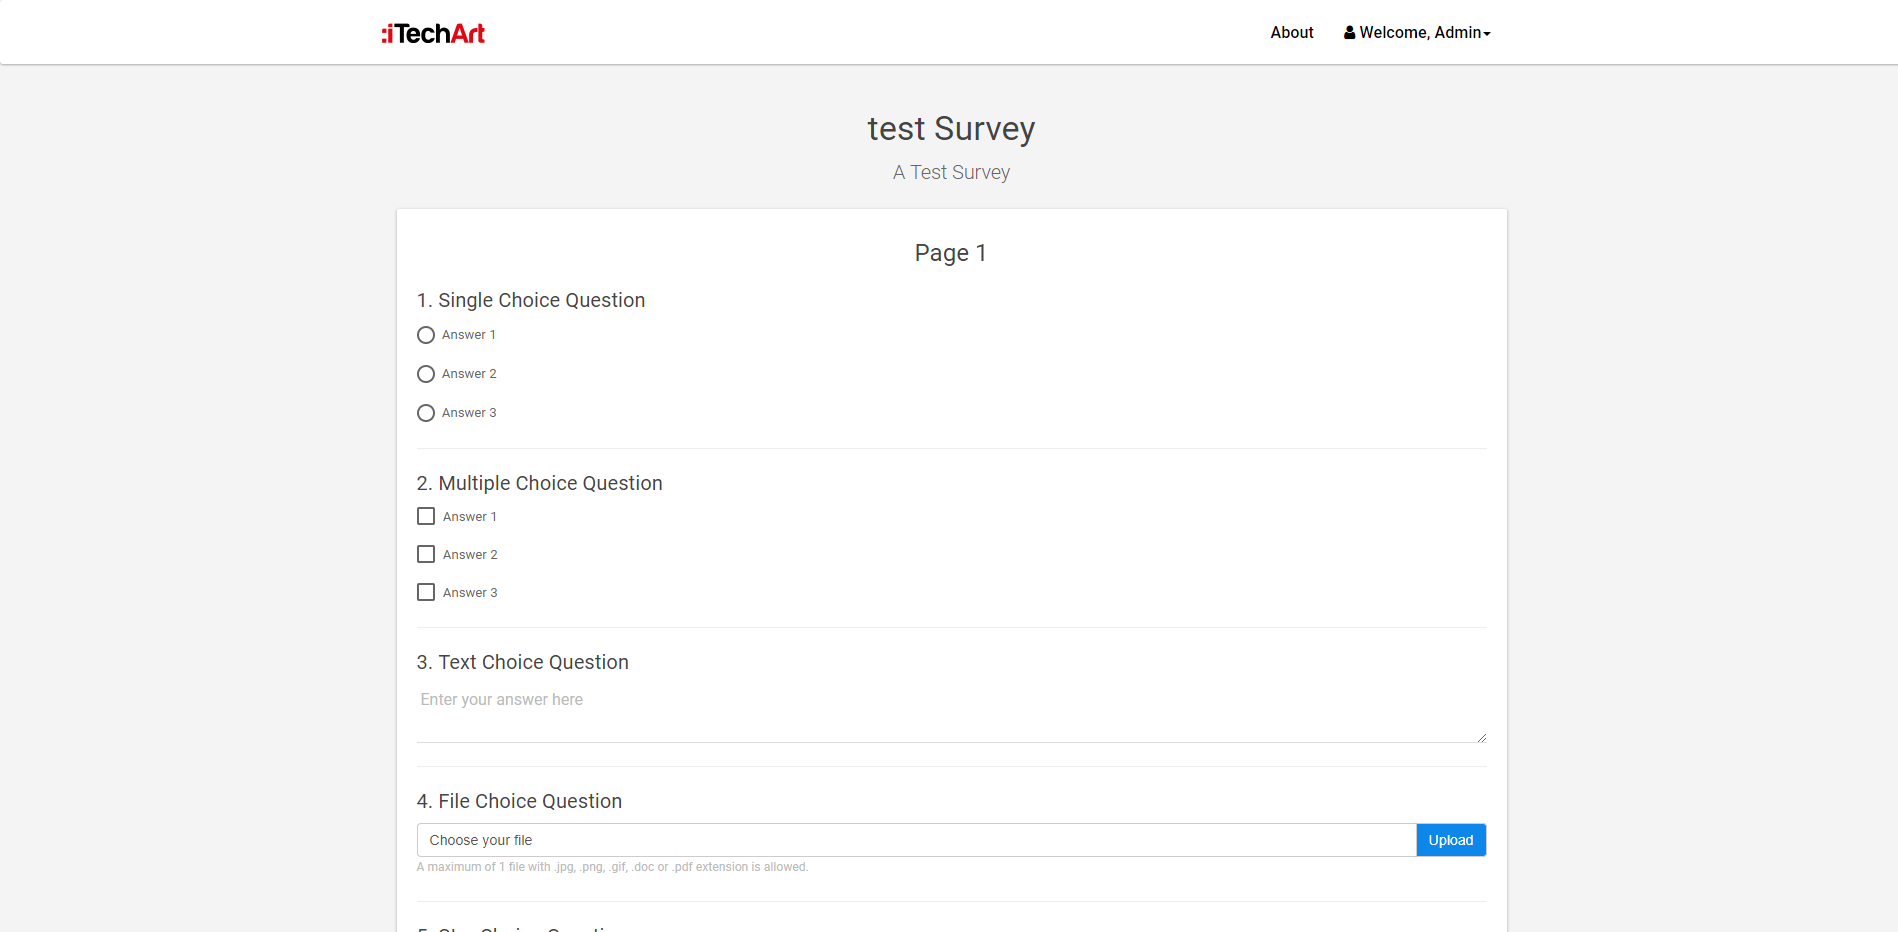 :iTechArt
About
Welcome, Admin
test Survey
A Test Survey
Page 1
1. Single Choice Question
Answer 1
Answer 2
Answer 3
2. Multiple Choice Question
Answer 1
Answer 2
Answer 3
3. Text Choice Question
Enter your answer here
4. File Choice Question
Choose your file
Upload
A maximum of 1 file with .jpg, .png, .gif, .doc or .pdf extension is allowed.